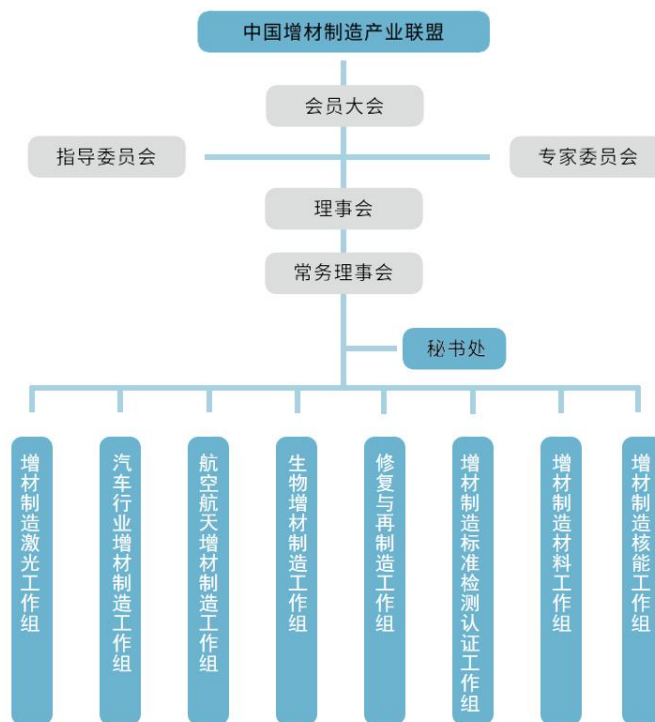 中国增材制造产业联盟
会员大会
指导委员会
专家委员会
理事会
常务理事会
秘书处
增材制造激光工作组
汽车行业增材制造工作组
航空航天增材制造工作组
生物增材制造工作组
修复与再制造工作组
增材制造标准检测认证工作组
增材制造材料工作组
增材制造核能工作组